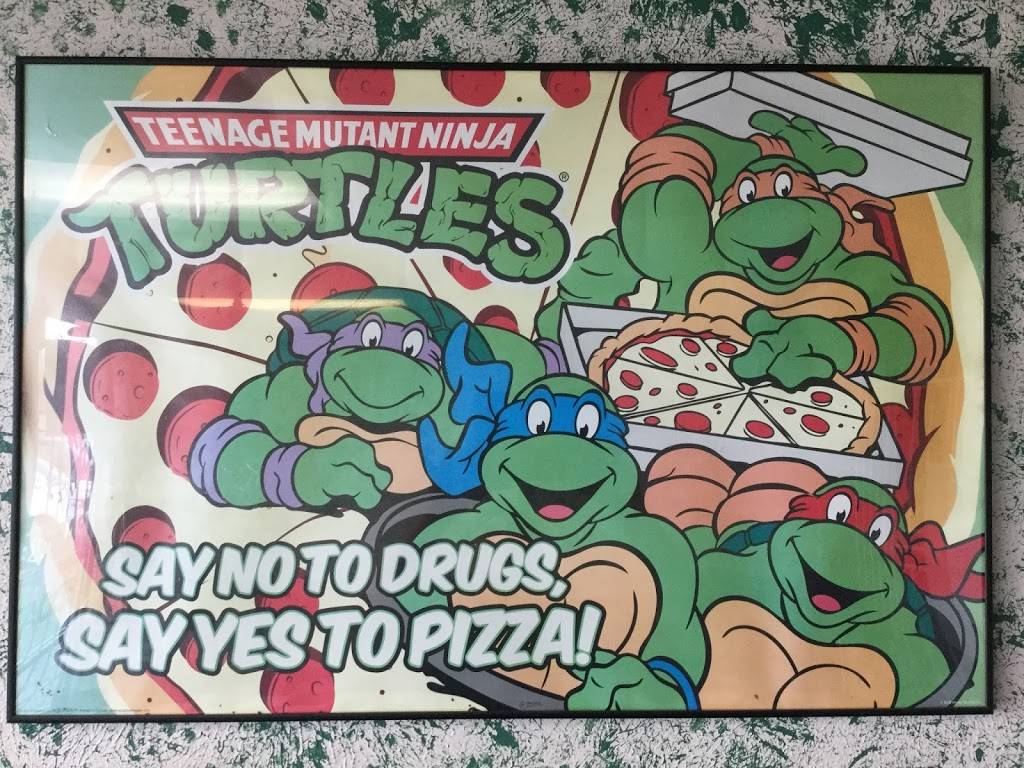 TEENAGE MUTANT NINJA
TURTLES®
SAY NO TO DRUGS,
SAY YES TO PIZZA!